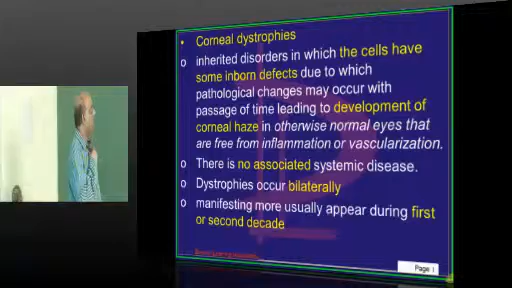 • Corneal dystrophies
o inherited disorders in which the cells have
some inborn defects due to which
pathological changes may occur with
passage of time leading to development of
corneal haze in otherwise normal eyes that
are free from inflammation or vascularization.
o There is no associated systemic disease.
o Dystrophies occur bilaterally
o manifesting more usually appear during first
or second decade
Page 1